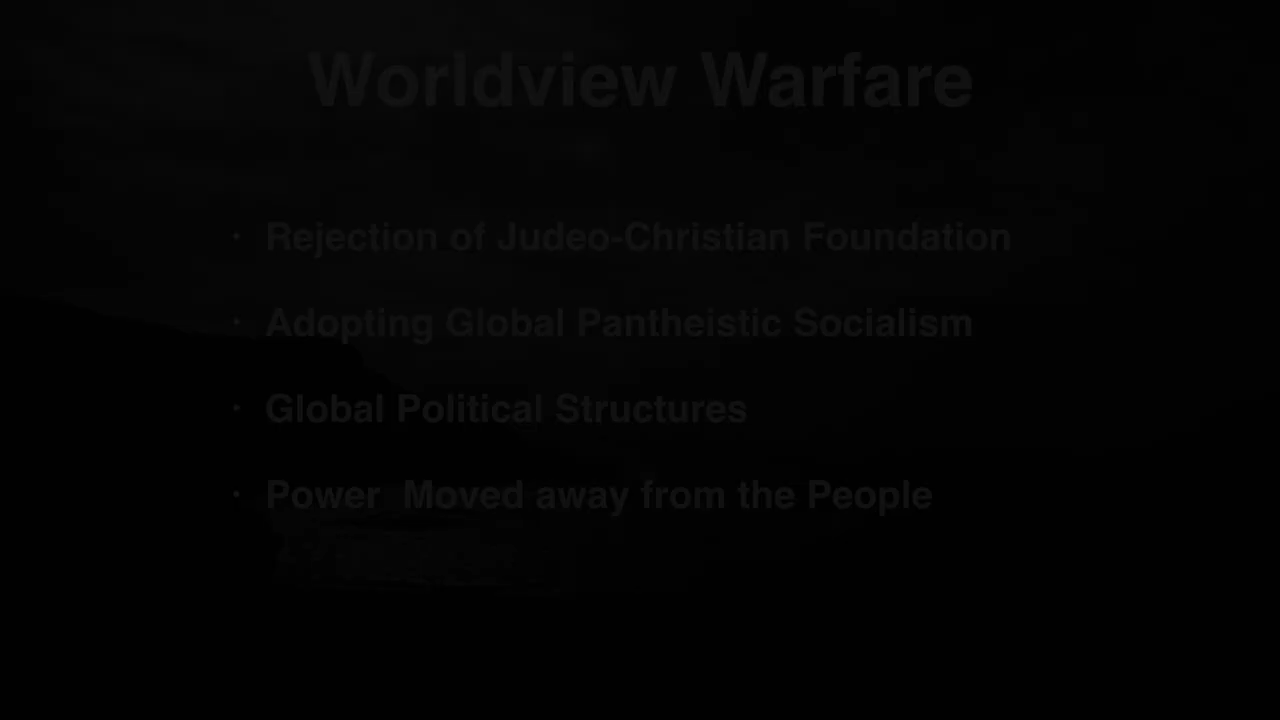 Worldview Warfare
• Rejection of Judeo-Christian Foundation
• Adopting Global Pantheistic Socialism
• Global Political Structures
• Power  Moved away from the People